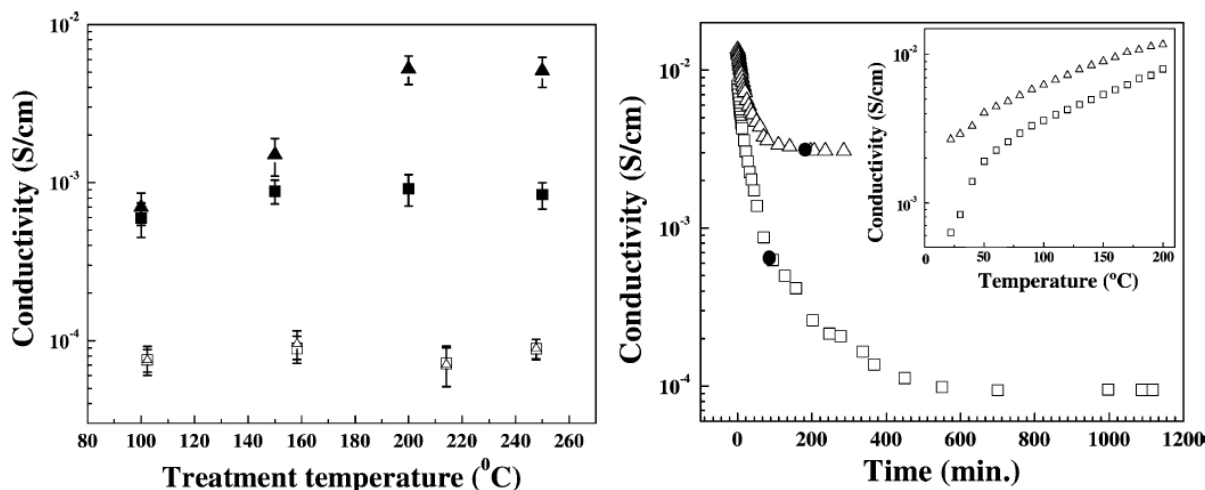 10⁻²
10⁻³
10⁻⁴
Conductivity (S/cm)
80 100 120 140 160 180 200 220 240 260
Treatment temperature (⁰C)
10⁻²
10⁻³
10⁻⁴
Conductivity (S/cm)
0 200 400 600 800 1000 1200
Time (min.)
10⁻²
10⁻³
Conductivity (S/cm)
0 50 100 150 200
Temperature (ºC)